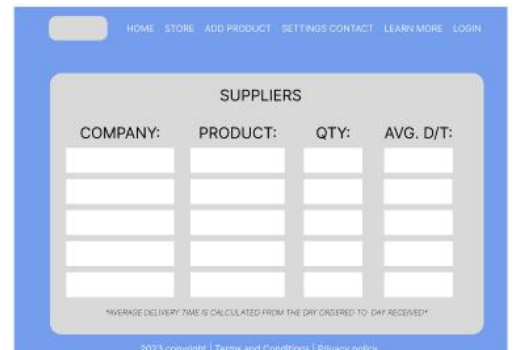 HOME STORE ADD PRODUCT SETTINGS CONTACT LEARN MORE LOGIN
SUPPLIERS
COMPANY: PRODUCT: QTY: AVG. D/T:
*AVERAGE DELIVERY TIME IS CALCULATED FROM THE DAY ORDERED TO DAY RECEIVED*
2023 copyright | Terms and Conditions | Privacy policy